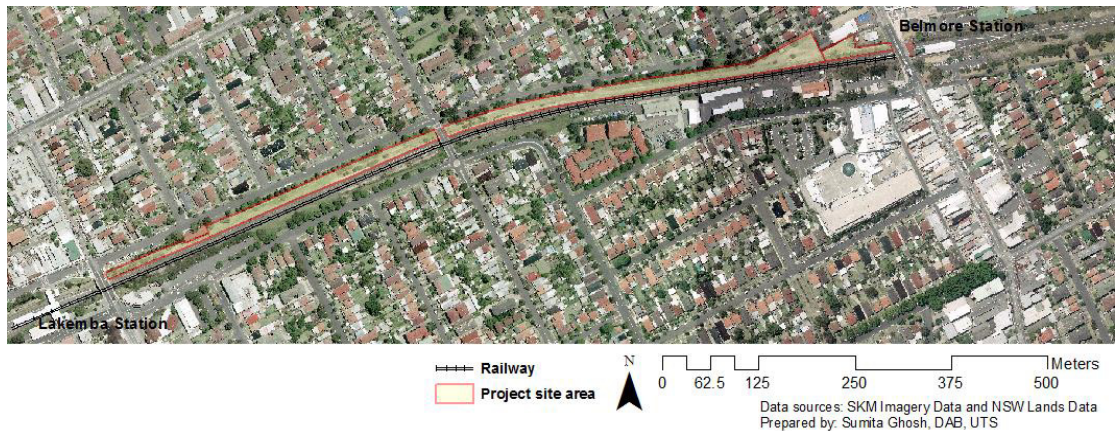 Belmore Station
Lakemba Station
Railway
Project site area
N
Meters
0 62.5 125 250 375 500
Data sources: SKM Imagery Data and NSW Lands Data
Prepared by: Sumita Ghosh, DAB, UTS